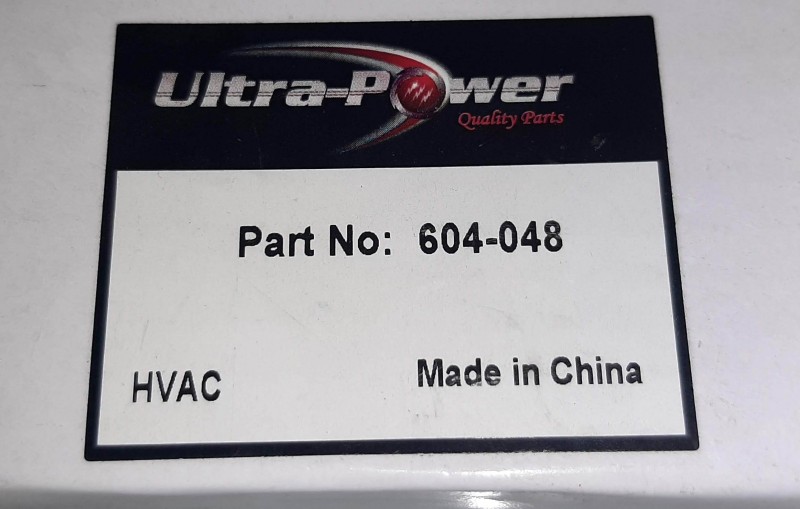 Ultra-Power
Quality Parts
Part No: 604-048
HVAC
Made in China